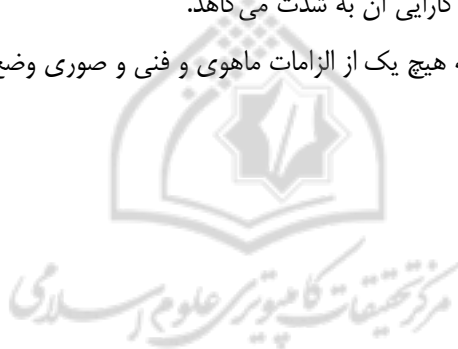 کارایی آن به شدت می‌کاهد.
هیچ یک از الزامات ماهوی و فنی و صوری وضع
مرکز تحقیقات کامپیوتری علوم اسلامی